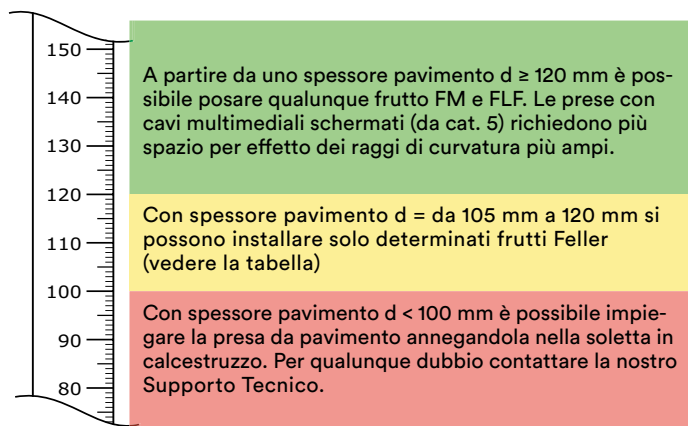 150
140
130
120
110
100
90
80
A partire da uno spessore pavimento d ≥ 120 mm è pos-
sibile posare qualunque frutto FM e FLF. Le prese con
cavi multimediali schermati (da cat. 5) richiedono più
spazio per effetto dei raggi di curvatura più ampi.
Con spessore pavimento d = da 105 mm a 120 mm si
possono installare solo determinati frutti Feller
(vedere la tabella)
Con spessore pavimento d < 100 mm è possibile impie-
gare la presa da pavimento annegandola nella soletta in
calcestruzzo. Per qualunque dubbio contattare la nostro
Supporto Tecnico.